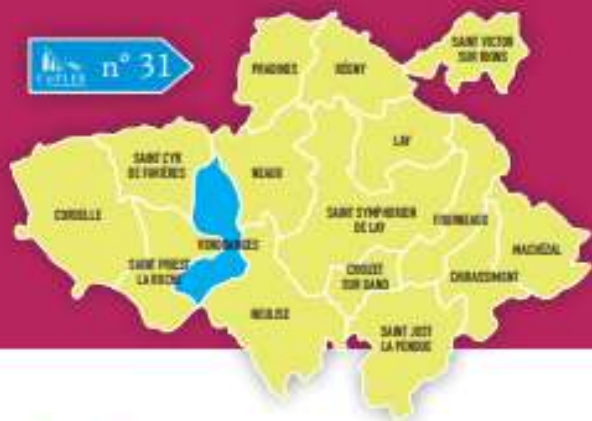 CoPLER n° 31
SAINT VICTOR
SUR RHINS
PRADINES
RÉGNY
LAY
SAINT CYR
DE FAVIÈRES
NEAUX
CORDELLE
SAINT SYMPHORIEN
DE LAY
FOURNEAUX
VENDRANGES
MACHÉZAL
SAINT PRIEST
LA ROCHE
CROIZET
SUR GAND
CHIRASSIMONT
NEULISE
SAINT JUST
LA PENDUE